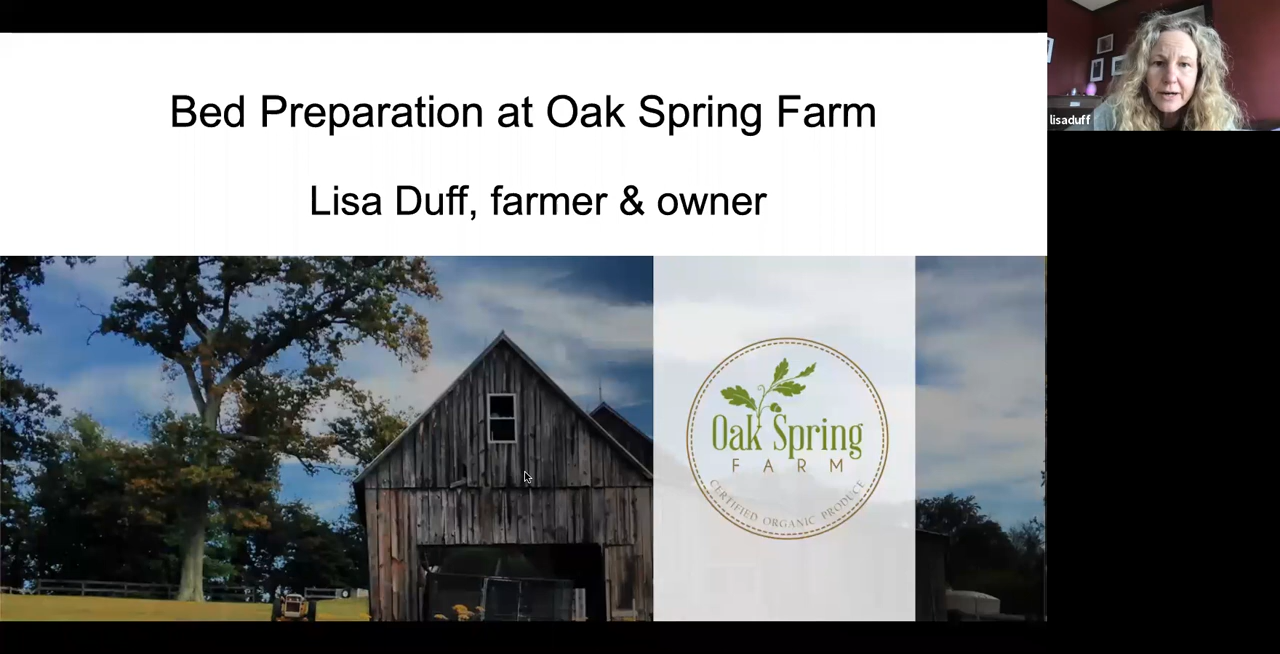 Bed Preparation at Oak Spring Farm
lisaduff
Lisa Duff, farmer & owner
Oak Spring
FARM
CERTIFIED ORGANIC PRODUCE